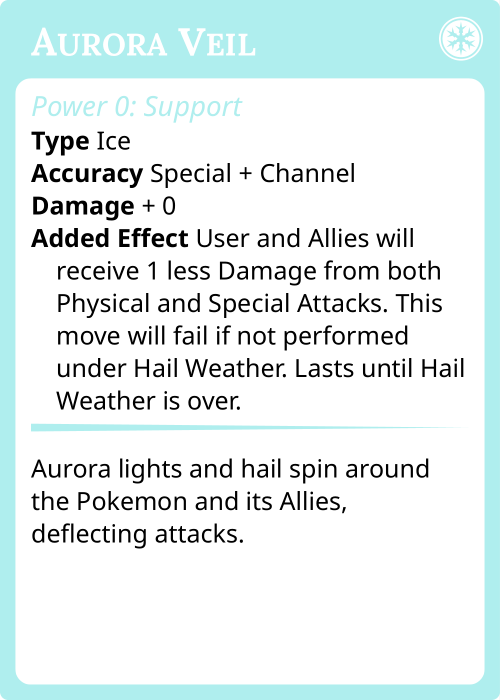 Aurora Veil
Power 0: Support
Type Ice
Accuracy Special + Channel
Damage + 0
Added Effect User and Allies will
receive 1 less Damage from both
Physical and Special Attacks. This
move will fail if not performed
under Hail Weather. Lasts until Hail
Weather is over.
Aurora lights and hail spin around
the Pokemon and its Allies,
deflecting attacks.